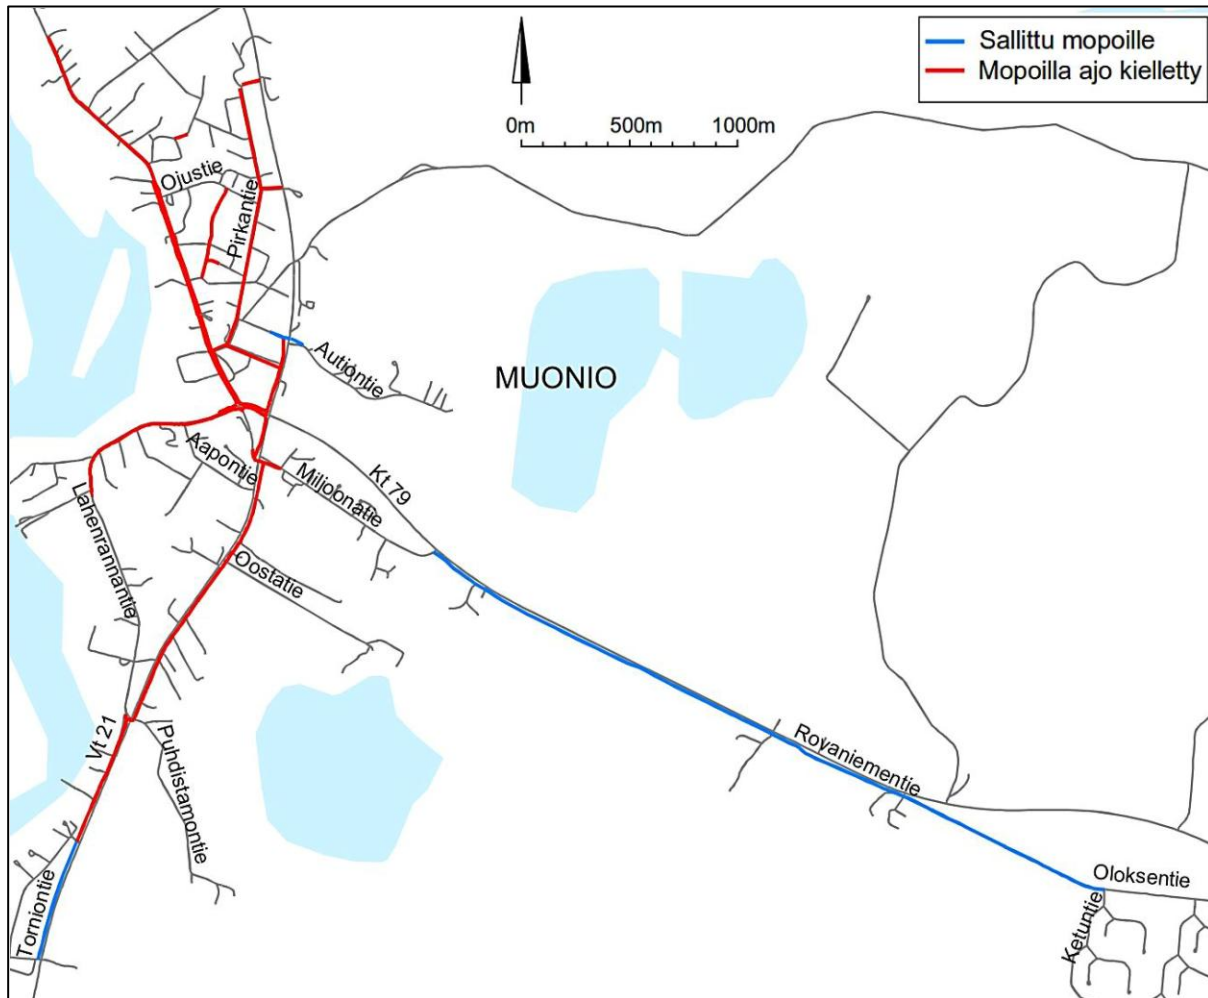 Sallittu mopoille
Mopoilla ajo kielletty
0m 500m 1000m
Ojustie
Pirkantie
Autiontie
MUONIO
Aapontie
Miljoonatie
Kt 79
Lahenrannantie
Oostatie
Vt 21
Puhdistamontie
Rovaniementie
Torniontie
Oloksentie
Ketuntie